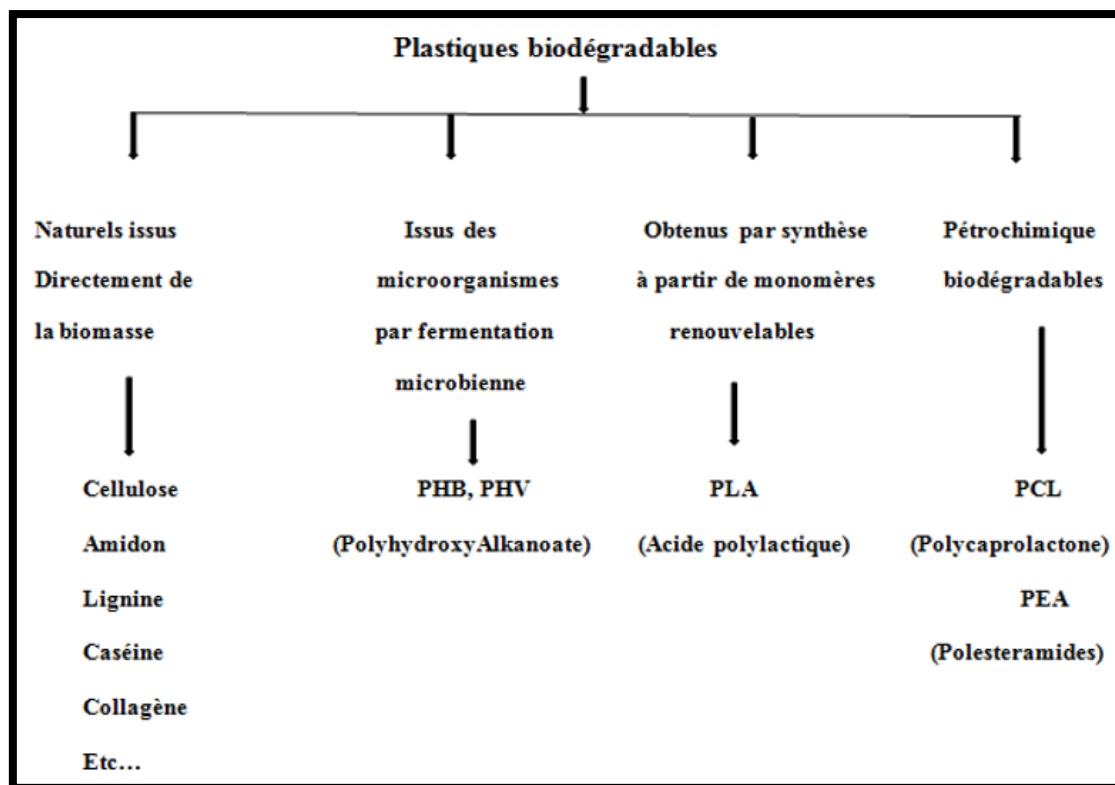 Plastiques biodégradables
Naturels issus
Directement de
la biomasse
Cellulose
Amidon
Lignine
Caséine
Collagène
Etc…
Issus des
microorganismes
par fermentation
microbienne
PHB, PHV
(PolyhydroxyAlkanoate)
Obtenus par synthèse
à partir de monomères
renouvelables
PLA
(Acide polylactique)
Pétrochimique
biodégradables
PCL
(Polycaprolactone)
PEA
(Polesteramides)